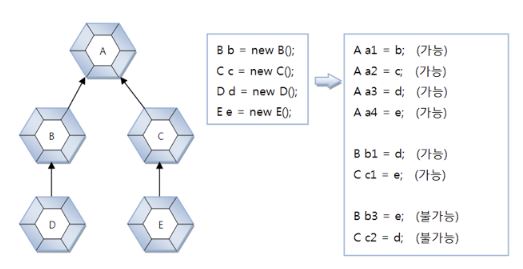 A
B
C
D
E
B b = new B();
C c = new C();
D d = new D();
E e = new E();
A a1 = b; (가능)
A a2 = c; (가능)
A a3 = d; (가능)
A a4 = e; (가능)
B b1 = d; (가능)
C c1 = e; (가능)
B b3 = e; (불가능)
C c2 = d; (불가능)